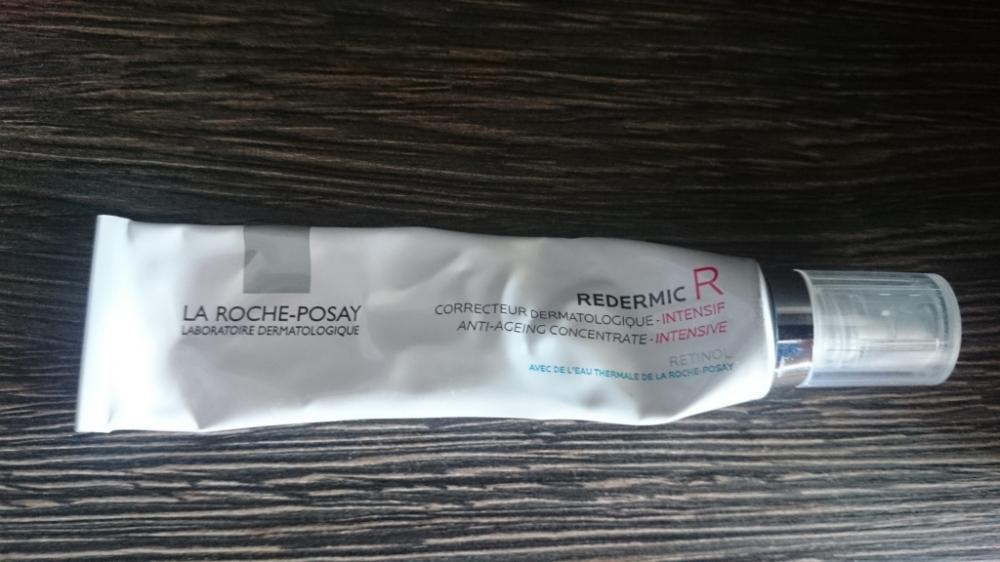 LA ROCHE-POSAY
LABORATOIRE DERMATOLOGIQUE
REDERMIC R
CORRECTEUR DERMATOLOGIQUE - INTENSIF
ANTI-AGEING CONCENTRATE - INTENSIVE
RETINOL
AVEC DE L'EAU THERMALE DE LA ROCHE-POSAY